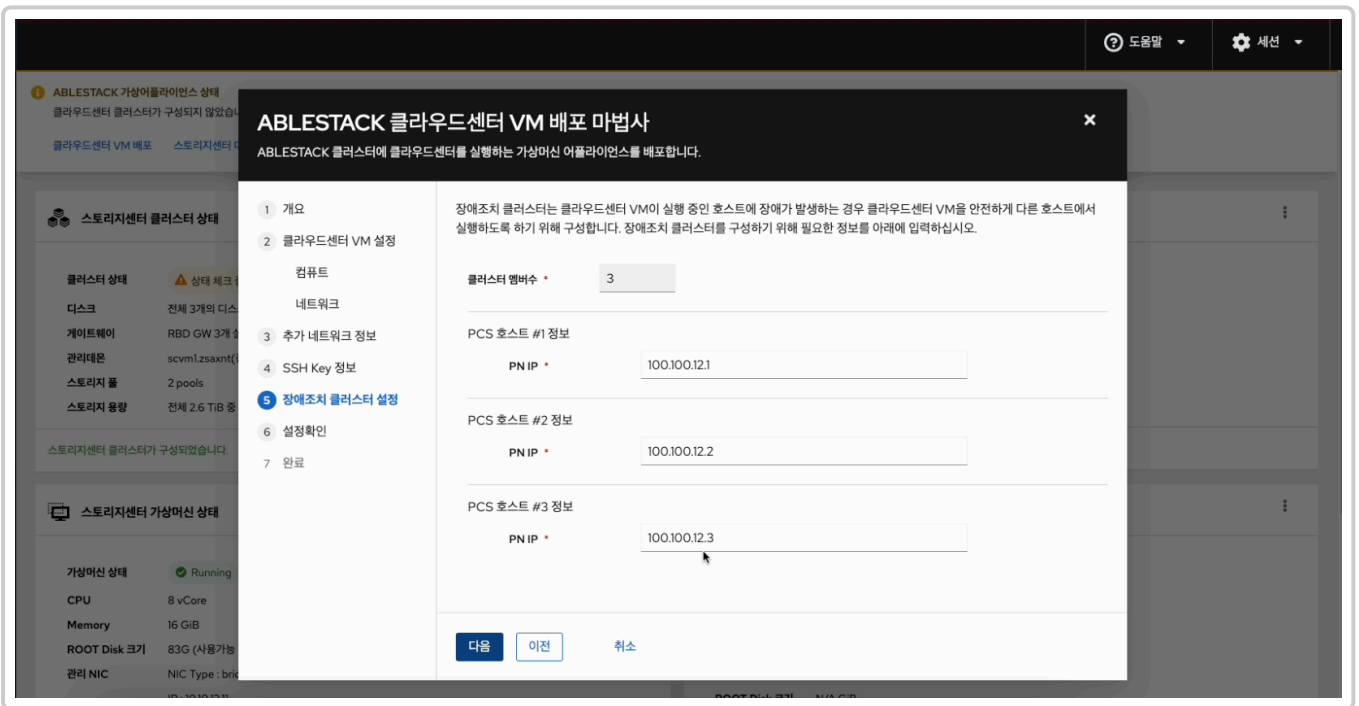 도움말
세션
ABLESTACK 가상어플라이언스 상태
클라우드센터 클러스터가 구성되지 않았습니
클라우드센터 VM 배포 스토리지센터
ABLESTACK 클라우드센터 VM 배포 마법사
ABLESTACK 클러스터에 클라우드센터를 실행하는 가상머신 어플라이언스를 배포합니다.
스토리지센터 클러스터 상태
클러스터 상태 상태 체크
디스크 전체 3개의 디스
게이트웨이 RBD GW 3개
관리데몬 scvm1.zsaxnt(
스토리지 풀 2 pools
스토리지 용량 전체 2.6 TiB 중
스토리지센터 클러스터가 구성되었습니다.
스토리지센터 가상머신 상태
가상머신 상태 Running
CPU 8 vCore
Memory 16 GiB
ROOT Disk 크기 83G (사용가능
관리 NIC NIC Type : bri
IP : 10.10.12.11
1 개요
2 클라우드센터 VM 설정
컴퓨트
네트워크
3 추가 네트워크 정보
4 SSH Key 정보
5 장애조치 클러스터 설정
6 설정확인
7 완료
장애조치 클러스터는 클라우드센터 VM이 실행 중인 호스트에 장애가 발생하는 경우 클라우드센터 VM을 안전하게 다른 호스트에서
실행하도록 하기 위해 구성합니다. 장애조치 클러스터를 구성하기 위해 필요한 정보를 아래에 입력하십시오.
클러스터 멤버수 * 3
PCS 호스트 #1 정보
PN IP * 100.100.12.1
PCS 호스트 #2 정보
PN IP * 100.100.12.2
PCS 호스트 #3 정보
PN IP * 100.100.12.3
다음 이전 취소
ROOT Disk 크기 N/A GiB